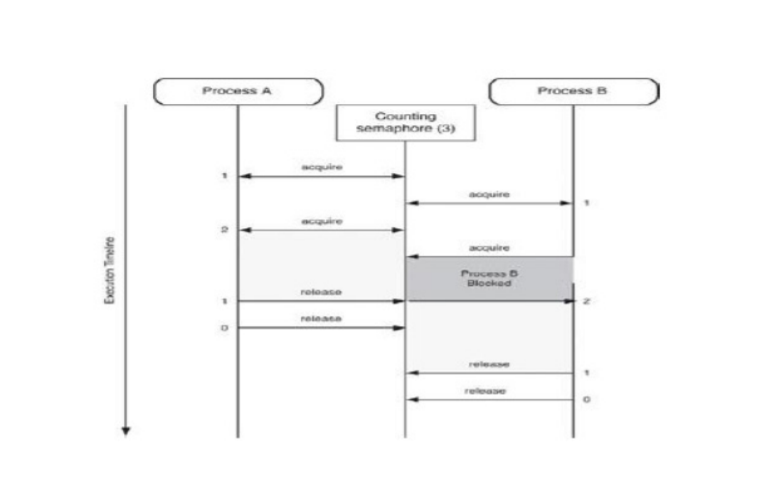 Process A
Process B
Counting
semaphore (3)
acquire
1
acquire
1
acquire
2
acquire
Process B
Blocked
release
1
2
release
0
release
1
release
0
Execution Timeline